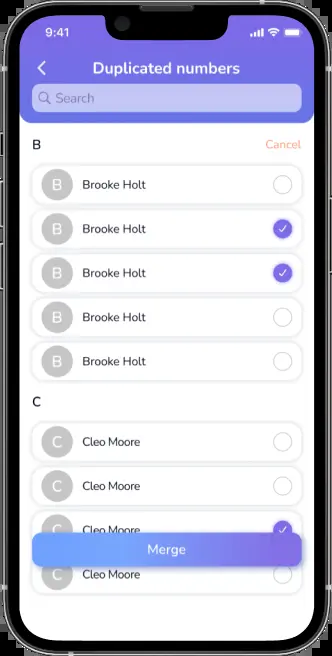 9:41
Duplicated numbers
Search
B
Cancel
B Brooke Holt
B Brooke Holt
B Brooke Holt
B Brooke Holt
B Brooke Holt
C
C Cleo Moore
C Cleo Moore
C Cleo Moore
Merge
C Cleo Moore